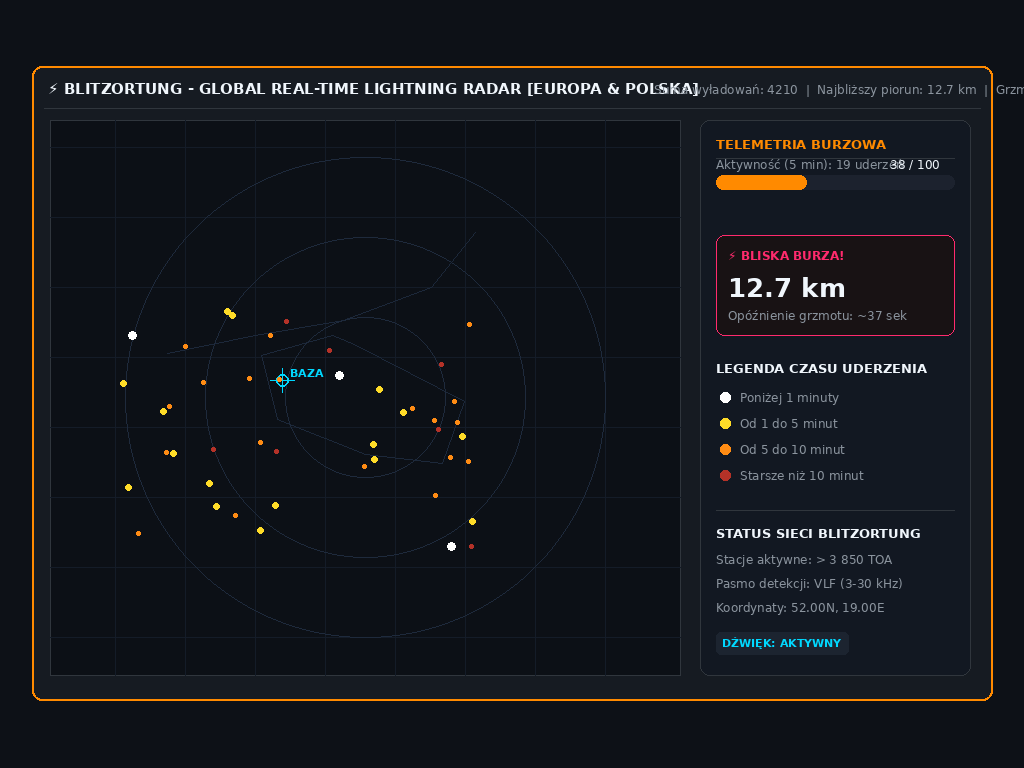 ⚡ BLITZORTUNG - GLOBAL REAL-TIME LIGHTNING RADAR [EUROPA & POLSKA]
wyładowań: 4210 | Najbliższy piorun: 12.7 km | Grzm
TELEMETRIA BURZOWA
Aktywność (5 min): 19 uderzeń 38 / 100
⚡ BLISKA BURZA!
12.7 km
Opóźnienie grzmotu: ~37 sek
BAZA
LEGENDA CZASU UDERZENIA
Poniżej 1 minuty
Od 1 do 5 minut
Od 5 do 10 minut
Starsze niż 10 minut
STATUS SIECI BLITZORTUNG
Stacje aktywne: > 3 850 TOA
Pasmo detekcji: VLF (3-30 kHz)
Koordynaty: 52.00N, 19.00E
DŹWIĘK: AKTYWNY